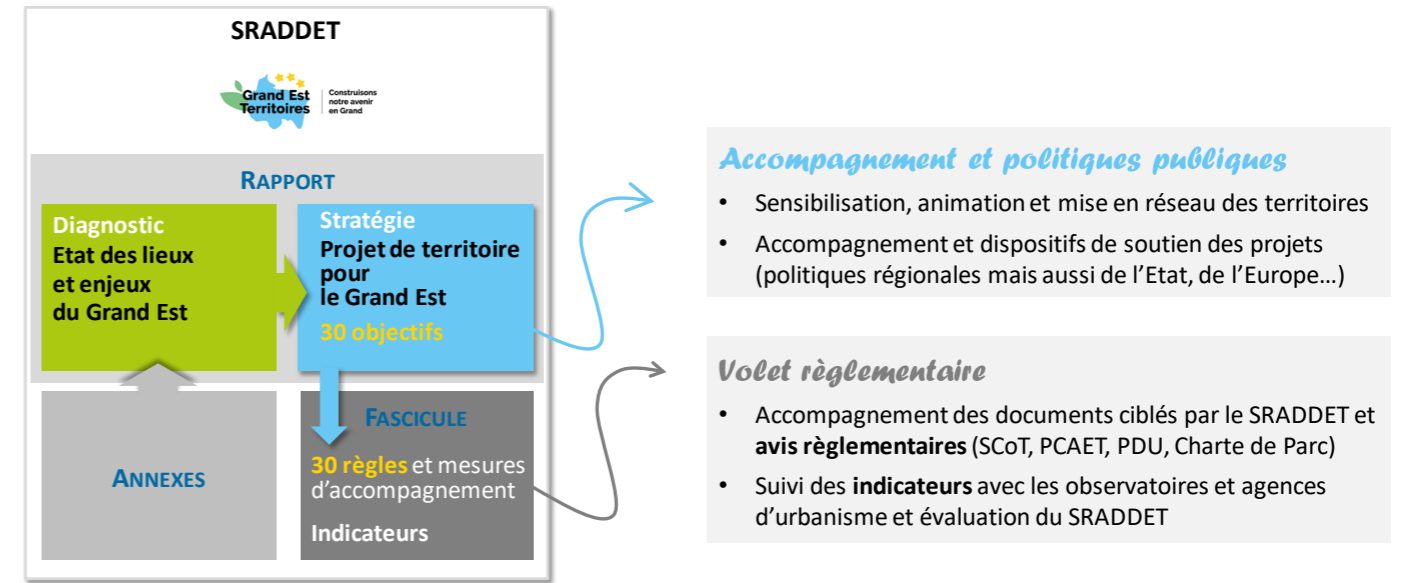 SRADDET
Grand Est
Territoires
Construisons
notre avenir
en Grand
RAPPORT
Diagnostic
Etat des lieux
et enjeux
du Grand Est
Stratégie
Projet de territoire
pour
le Grand Est
30 objectifs
ANNEXES
FASCICULE
30 règles et mesures
d'accompagnement
Indicateurs
Accompagnement et politiques publiques
• Sensibilisation, animation et mise en réseau des territoires
• Accompagnement et dispositifs de soutien des projets
(politiques régionales mais aussi de l'Etat, de l'Europe…)
Volet règlementaire
• Accompagnement des documents ciblés par le SRADDET et
avis règlementaires (SCoT, PCAET, PDU, Charte de Parc)
• Suivi des indicateurs avec les observatoires et agences
d'urbanisme et évaluation du SRADDET